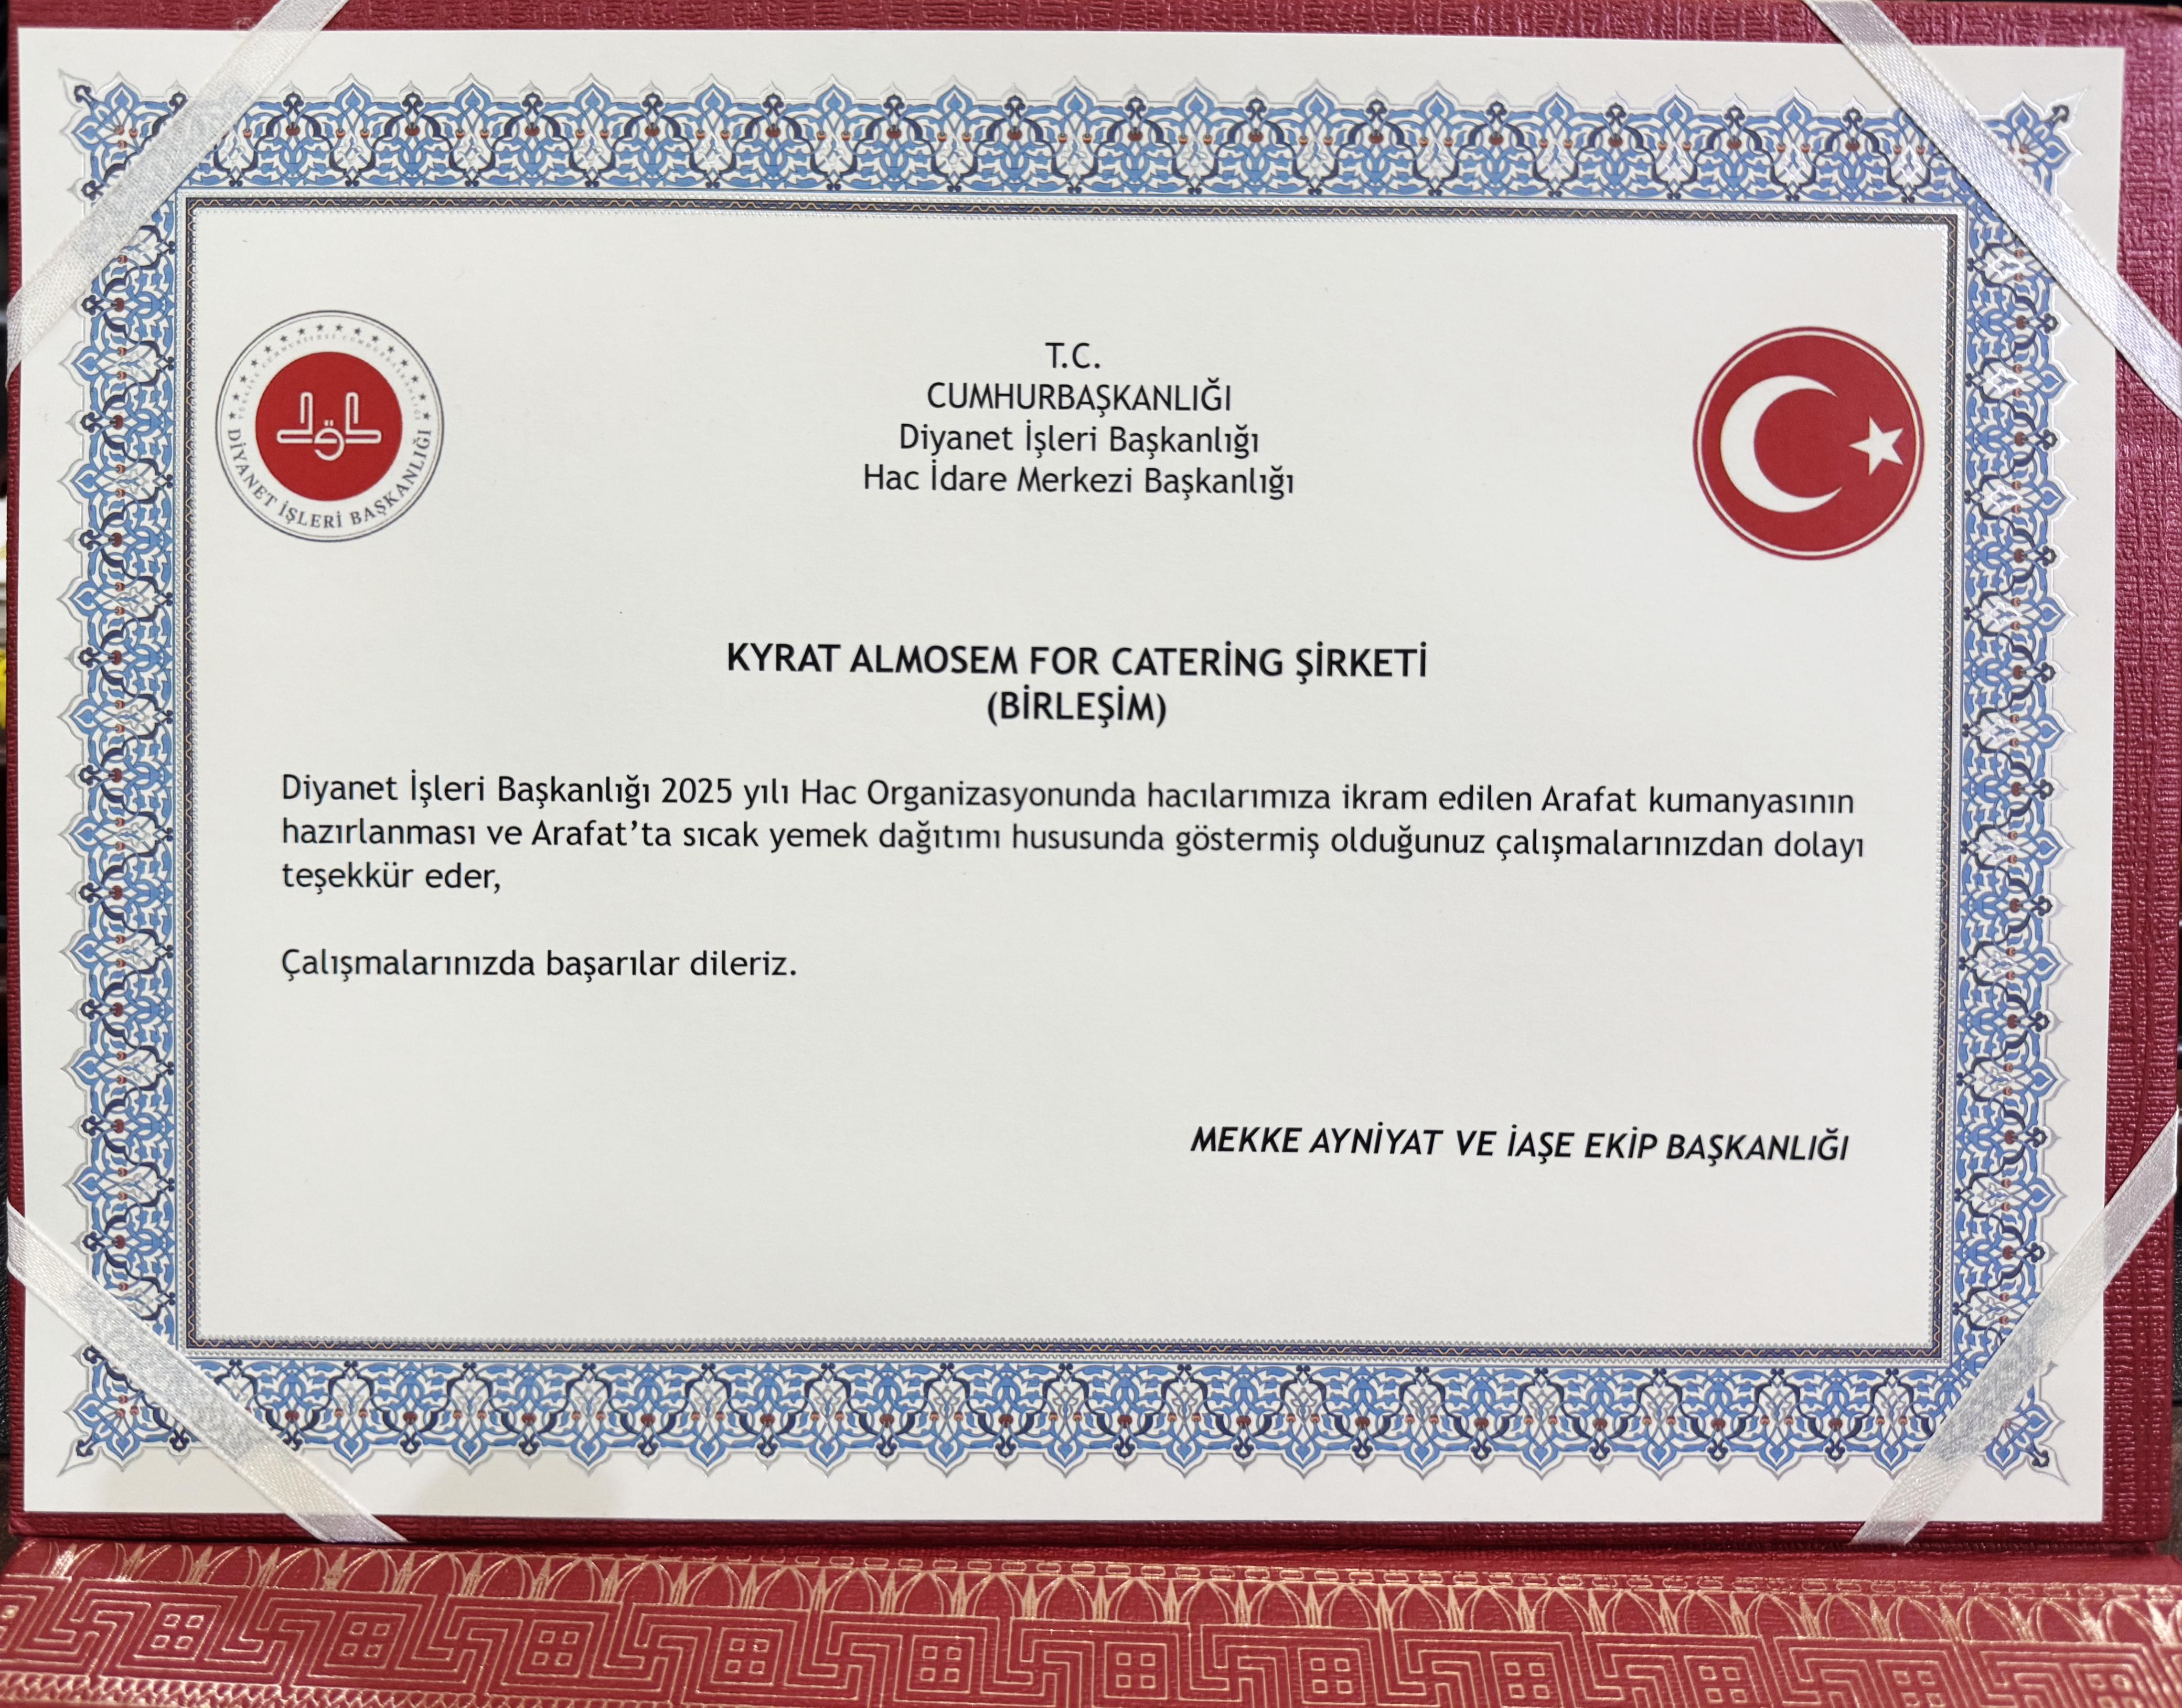 T.C.
CUMHURBAŞKANLIĞI
Diyanet İşleri Başkanlığı
Hac İdare Merkezi Başkanlığı
DİYANET İŞLERİ BAŞKANLIĞI
KYRAT ALMOSEM FOR CATERİNG ŞİRKETİ
(BİRLEŞİM)
Diyanet İşleri Başkanlığı 2025 yılı Hac Organizasyonunda hacılarımıza ikram edilen Arafat kumanyasının
hazırlanması ve Arafat’ta sıcak yemek dağıtımı hususunda göstermiş olduğunuz çalışmalarınızdan dolayı
teşekkür eder,
Çalışmalarınızda başarılar dileriz.
MEKKE AYNİYAT VE İAŞE EKİP BAŞKANLIĞI